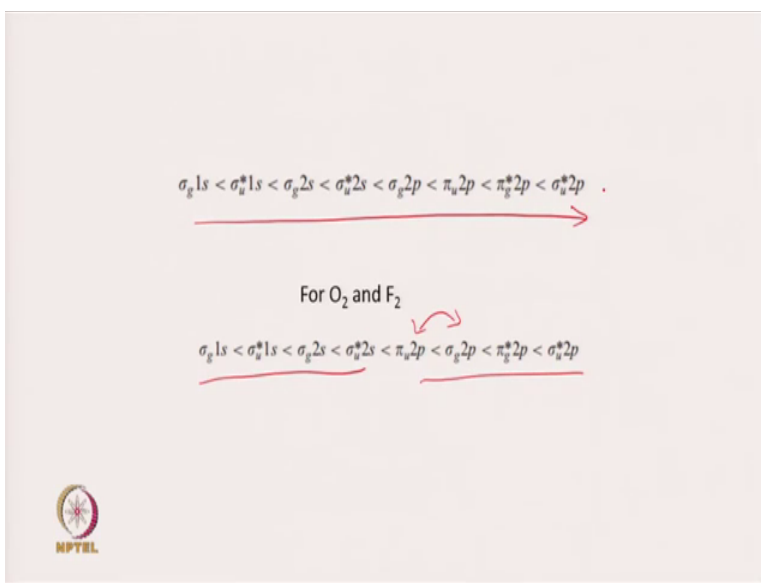 σg1s < σu*1s < σg2s < σu*2s < σg2p < πu2p < πg*2p < σu*2p .
For O2 and F2
σg1s < σu*1s < σg2s < σu*2s < πu2p < σg2p < πg*2p < σu*2p
NPTEL